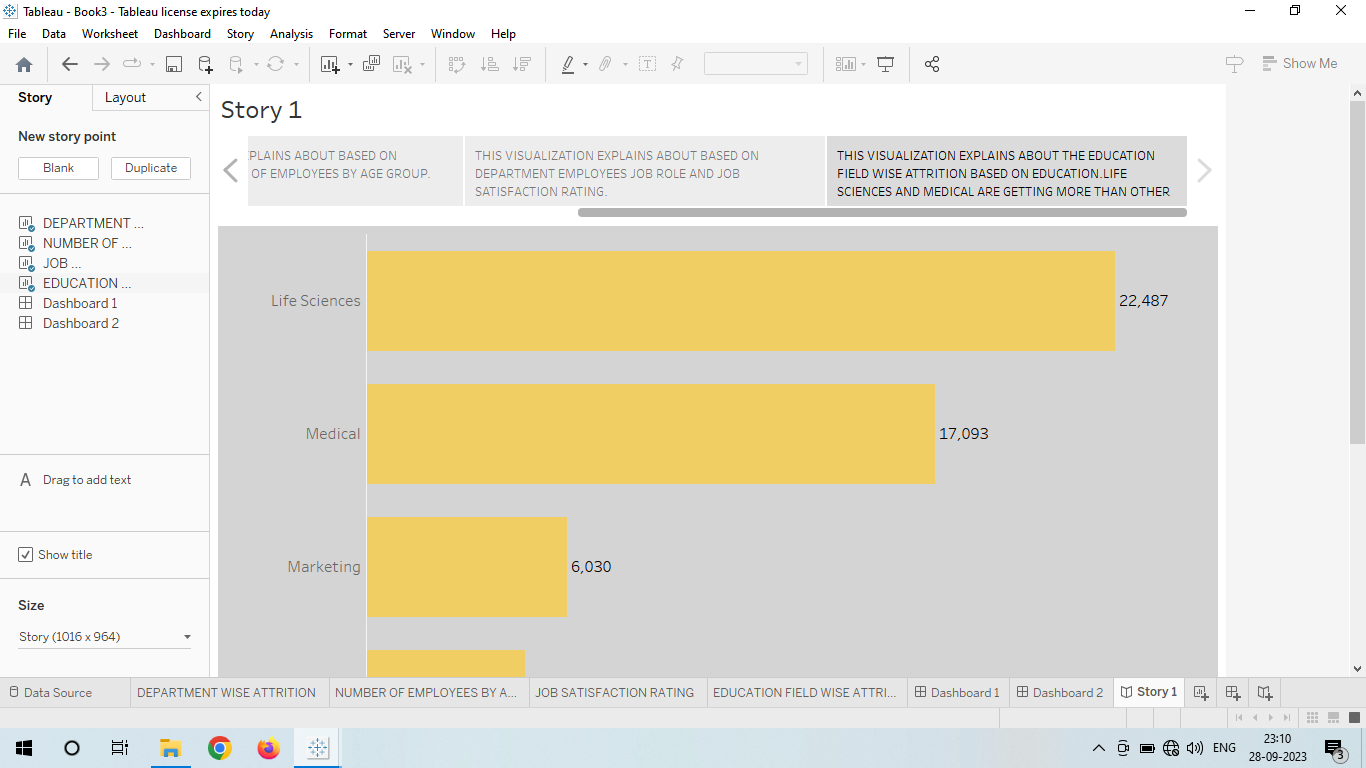 Tableau - Book3 - Tableau license expires today
File Data Worksheet Dashboard Story Analysis Format Server Window Help
Show Me
Story Layout
New story point
Blank Duplicate
DEPARTMENT ...
NUMBER OF ...
JOB ...
EDUCATION ...
Dashboard 1
Dashboard 2
A Drag to add text
Show title
Size
Story (1016 x 964)
Story 1
PLAINS ABOUT BASED ON
OF EMPLOYEES BY AGE GROUP.
THIS VISUALIZATION EXPLAINS ABOUT BASED ON
DEPARTMENT EMPLOYEES JOB ROLE AND JOB
SATISFACTION RATING.
THIS VISUALIZATION EXPLAINS ABOUT THE EDUCATION
FIELD WISE ATTRITION BASED ON EDUCATION.LIFE
SCIENCES AND MEDICAL ARE GETTING MORE THAN OTHER
Life Sciences 22,487
Medical 17,093
Marketing 6,030
Data Source DEPARTMENT WISE ATTRITION NUMBER OF EMPLOYEES BY A... JOB SATISFACTION RATING EDUCATION FIELD WISE ATTRI... Dashboard 1 Dashboard 2 Story 1
ENG
23:10
28-09-2023
3